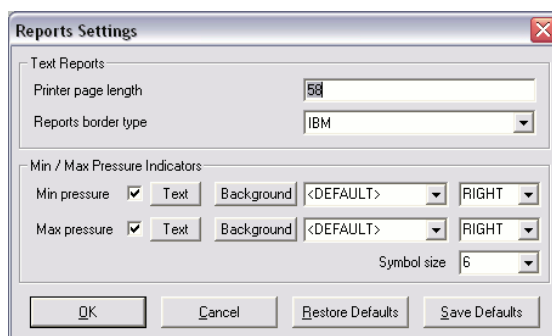 Reports Settings
Text Reports
Printer page length 58
Reports border type IBM
Min / Max Pressure Indicators
Min pressure Text Background <DEFAULT> RIGHT
Max pressure Text Background <DEFAULT> RIGHT
Symbol size 6
OK Cancel Restore Defaults Save Defaults